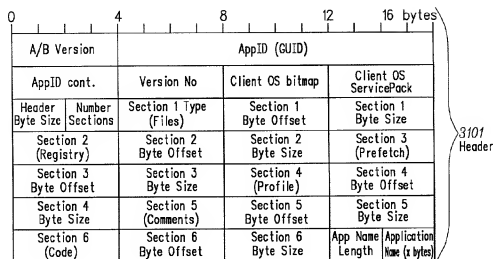 0 4 8 12 16 bytes
A/B Version AppID (GUID)
AppID cont. Version No Client OS bitmap Client OS
ServicePack
Header Number Section 1 Type Section 1 Section 1
Byte Size Sections (Files) Byte Offset Byte Size
Section 2 Section 2 Section 2 Section 3
(Registry) Byte Offset Byte Size (Prefetch)
Section 3 Section 3 Section 4 Section 4
Byte Offset Byte Size (Profile) Byte Offset
Section 4 Section 5 Section 5 Section 5
Byte Size (Comments) Byte Offset Byte Size
Section 6 Section 6 Section 6 App Name Application
(Code) Byte Offset Byte Size Length Name (x bytes)
3101
Header